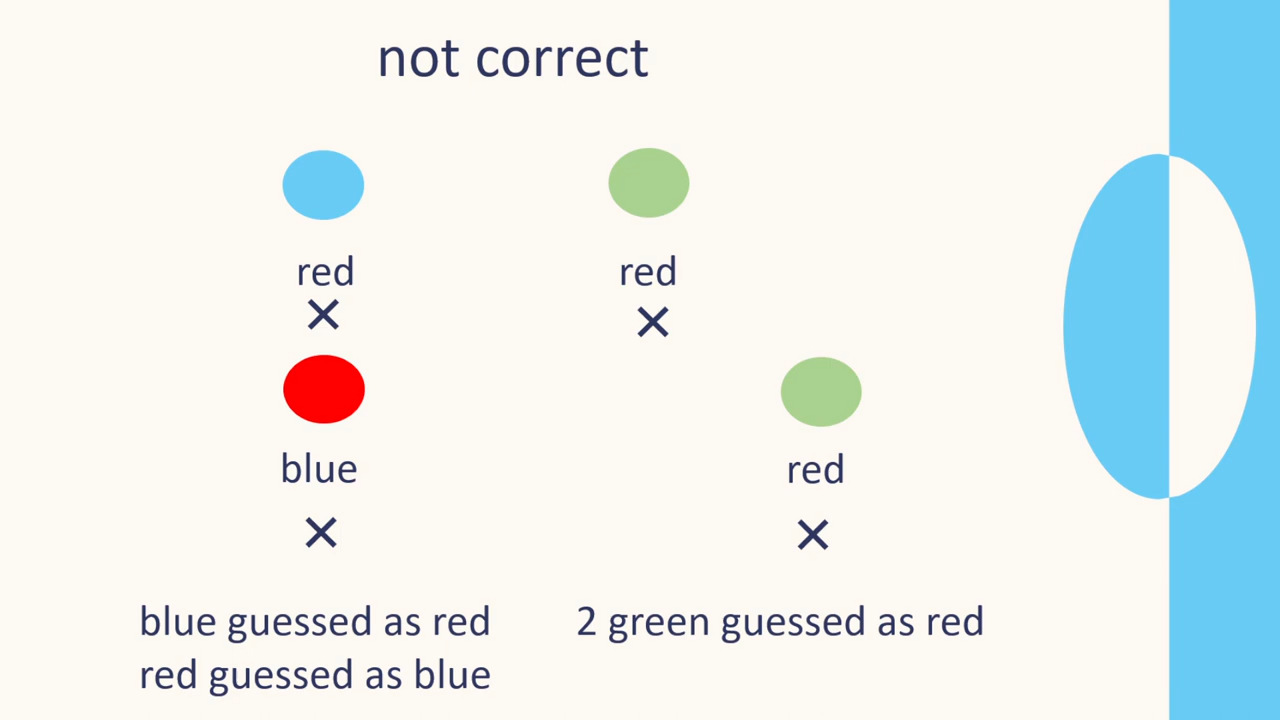 not correct
red
red
×
×
blue
red
×
×
blue guessed as red
2 green guessed as red
red guessed as blue